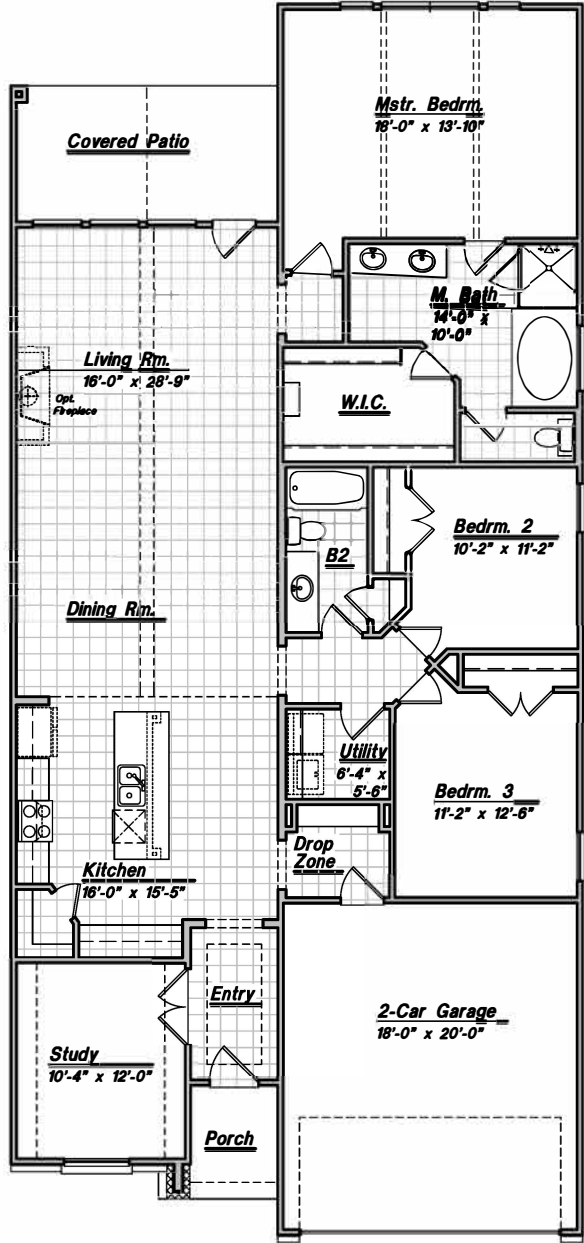 Mstr. Bedrm.
16'-0" x 13'-10"
Covered Patio
M. Bath
14'-0" x
10'-0"
Living Rm.
16'-0" x 28'-9"
Opt.
Fireplace
W.I.C.
Bedrm. 2
10'-2" x 11'-2"
B2
Dining Rm.
Utility
6'-4" x
5'-6"
Bedrm. 3
11'-2" x 12'-6"
Drop
Zone
Kitchen
16'-0" x 15'-5"
Entry
2-Car Garage
18'-0" x 20'-0"
Study
10'-4" x 12'-0"
Porch